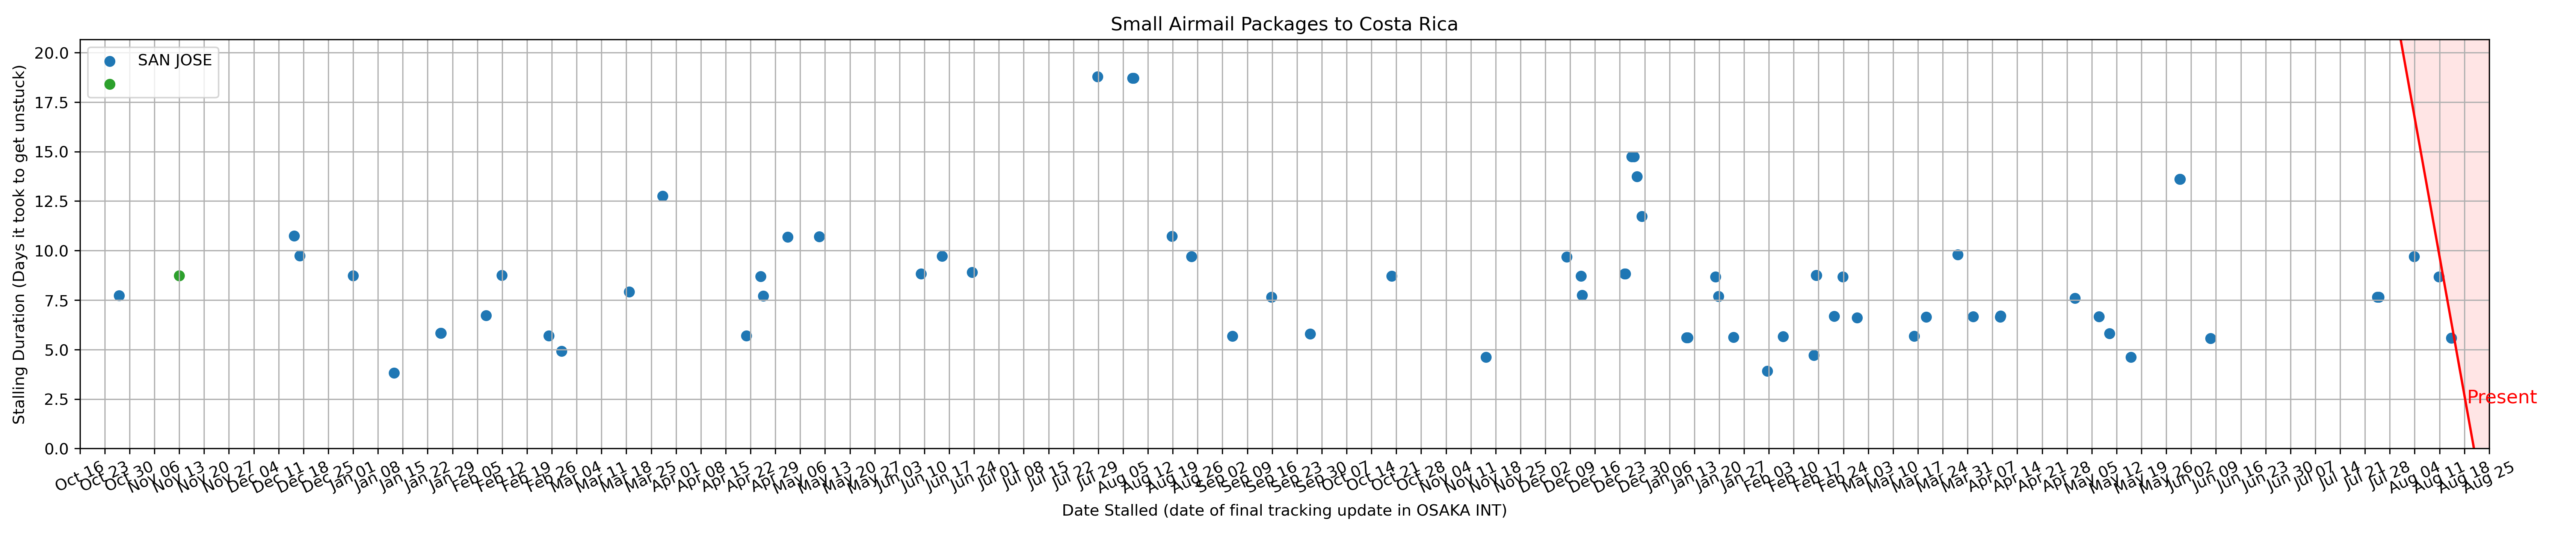 Small Airmail Packages to Costa Rica
SAN JOSE
Stalling Duration (Days it took to get unstuck)
20.0
17.5
15.0
12.5
10.0
7.5
5.0
2.5
0.0
Present
Oct 16
Oct 23
Oct 30
Nov 06
Nov 13
Nov 20
Nov 27
Dec 04
Dec 11
Dec 18
Dec 25
Jan 01
Jan 08
Jan 15
Jan 22
Jan 29
Feb 05
Feb 12
Feb 19
Feb 26
Mar 04
Mar 11
Mar 18
Mar 25
Apr 01
Apr 08
Apr 15
Apr 22
Apr 29
May 06
May 13
May 20
May 27
Jun 03
Jun 10
Jun 17
Jun 24
Jul 01
Jul 08
Jul 15
Jul 22
Jul 29
Aug 05
Aug 12
Aug 19
Aug 26
Sep 02
Sep 09
Sep 16
Sep 23
Sep 30
Oct 07
Oct 14
Oct 21
Oct 28
Nov 04
Nov 11
Nov 18
Nov 25
Dec 02
Dec 09
Dec 16
Dec 23
Dec 30
Jan 06
Jan 13
Jan 20
Jan 27
Feb 03
Feb 10
Feb 17
Feb 24
Mar 03
Mar 10
Mar 17
Mar 24
Mar 31
Apr 07
Apr 14
Apr 21
Apr 28
May 05
May 12
May 19
May 26
Jun 02
Jun 09
Jun 16
Jun 23
Jun 30
Jul 07
Jul 14
Jul 21
Jul 28
Aug 04
Aug 11
Aug 18
Aug 25
Date Stalled (date of final tracking update in OSAKA INT)